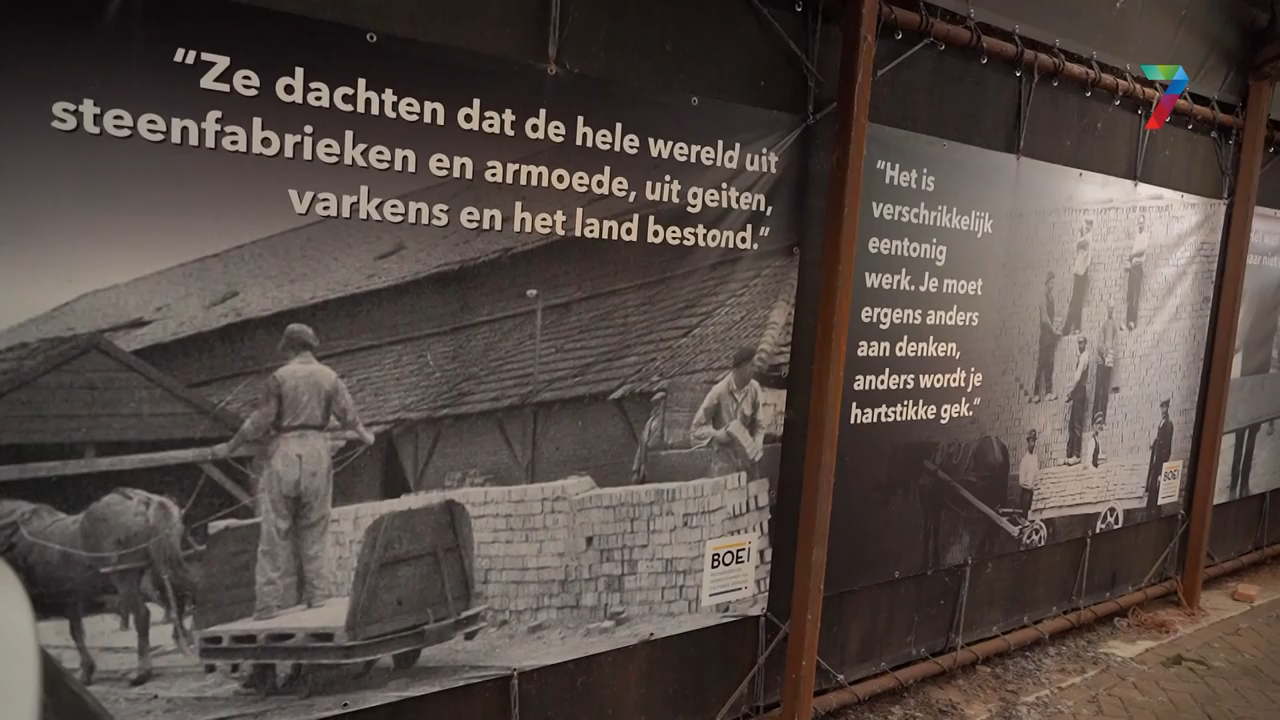 “Ze dachten dat de hele wereld uit
steenfabrieken en armoede, uit geiten,
varkens en het land bestond.”
BOEi
7
“Het is
verschrikkelijk
eentonig
werk. Je moet
ergens anders
aan denken,
anders wordt je
hartstikke gek.”
BOEi